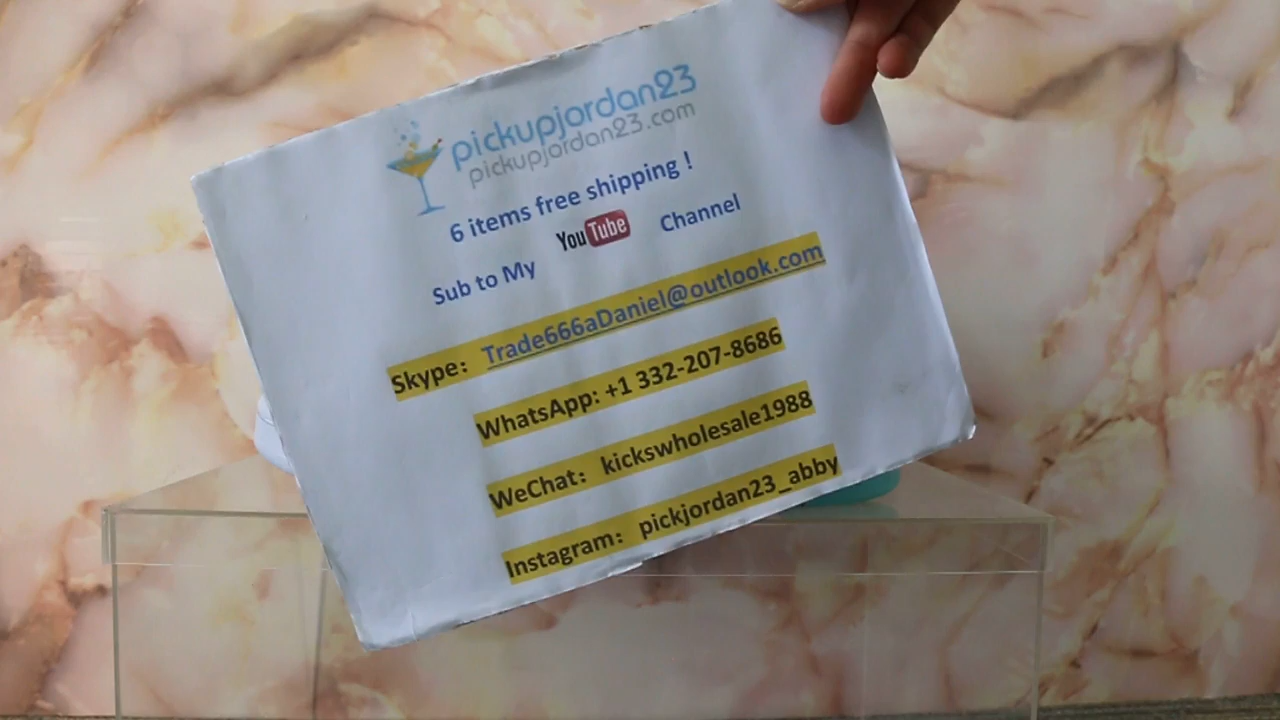 pickupjordan23
pickupjordan23.com
6 items free shipping !
Sub to My YouTube Channel
Skype: Trade666aDaniel@outlook.com
WhatsApp: +1 332-207-8686
WeChat: kickswholesale1988
Instagram: pickjordan23_abby